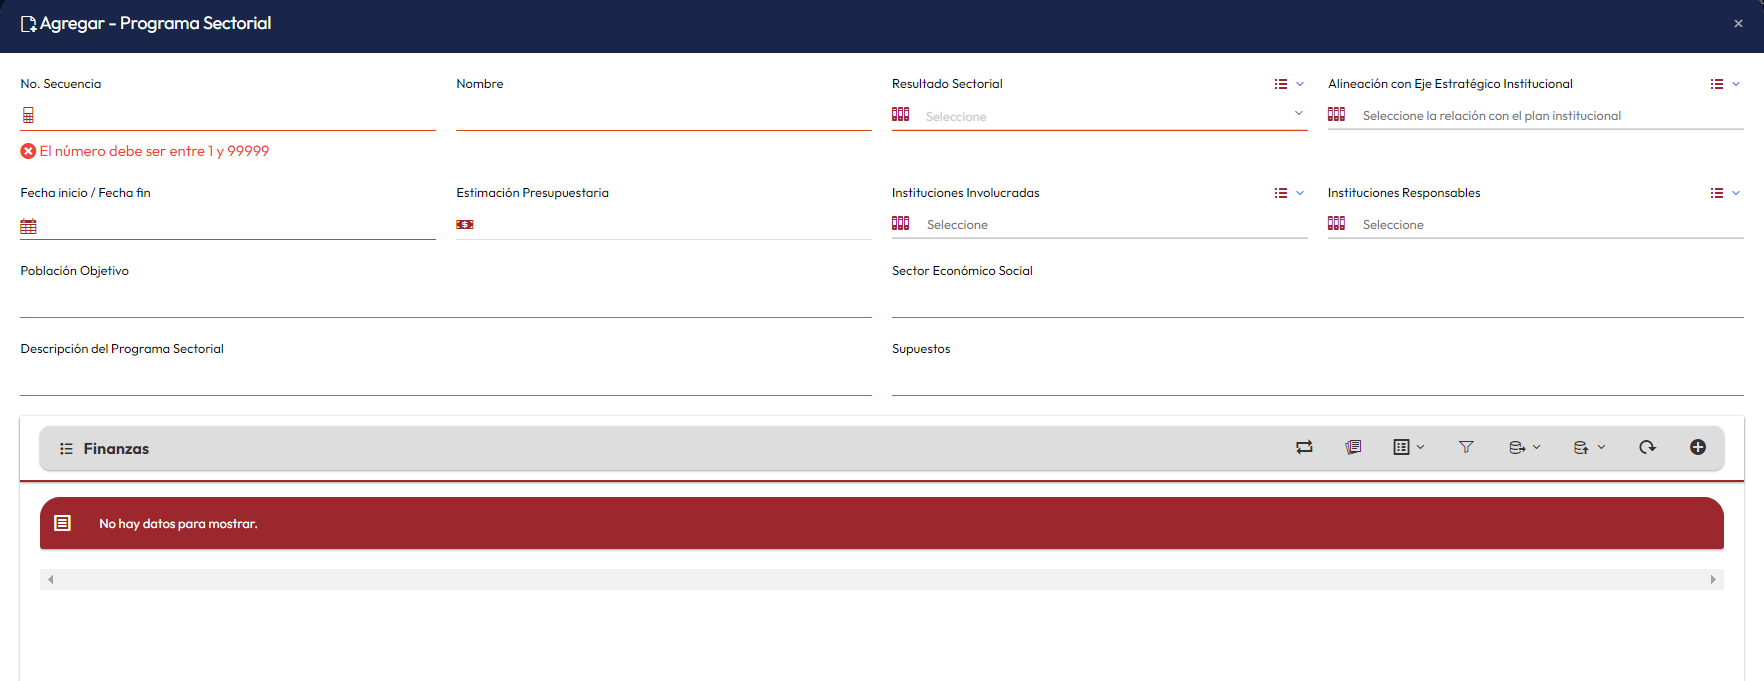 Agregar - Programa Sectorial
No. Secuencia
Nombre
Resultado Sectorial
Alineación con Eje Estratégico Institucional
Seleccione
Seleccione la relación con el plan institucional
El número debe ser entre 1 y 99999
Fecha inicio / Fecha fin
Estimación Presupuestaria
Instituciones Involucradas
Instituciones Responsables
Seleccione
Seleccione
Población Objetivo
Sector Económico Social
Descripción del Programa Sectorial
Supuestos
Finanzas
No hay datos para mostrar.